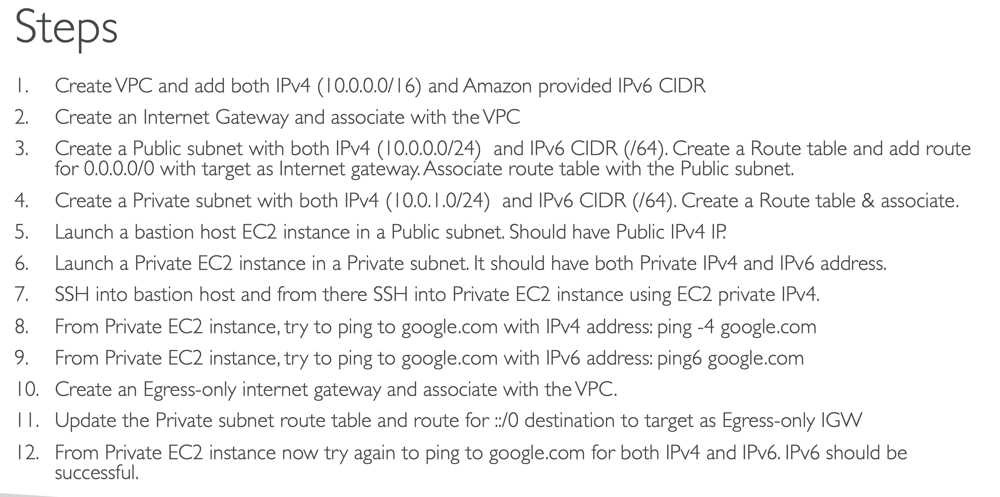 Steps
1. Create VPC and add both IPv4 (10.0.0.0/16) and Amazon provided IPv6 CIDR
2. Create an Internet Gateway and associate with the VPC
3. Create a Public subnet with both IPv4 (10.0.0.0/24) and IPv6 CIDR (/64). Create a Route table and add route
for 0.0.0.0/0 with target as Internet gateway. Associate route table with the Public subnet.
4. Create a Private subnet with both IPv4 (10.0.1.0/24) and IPv6 CIDR (/64). Create a Route table & associate.
5. Launch a bastion host EC2 instance in a Public subnet. Should have Public IPv4 IP.
6. Launch a Private EC2 instance in a Private subnet. It should have both Private IPv4 and IPv6 address.
7. SSH into bastion host and from there SSH into Private EC2 instance using EC2 private IPv4.
8. From Private EC2 instance, try to ping to google.com with IPv4 address: ping -4 google.com
9. From Private EC2 instance, try to ping to google.com with IPv6 address: ping6 google.com
10. Create an Egress-only internet gateway and associate with the VPC.
11. Update the Private subnet route table and route for ::/0 destination to target as Egress-only IGW
12. From Private EC2 instance now try again to ping to google.com for both IPv4 and IPv6. IPv6 should be
successful.